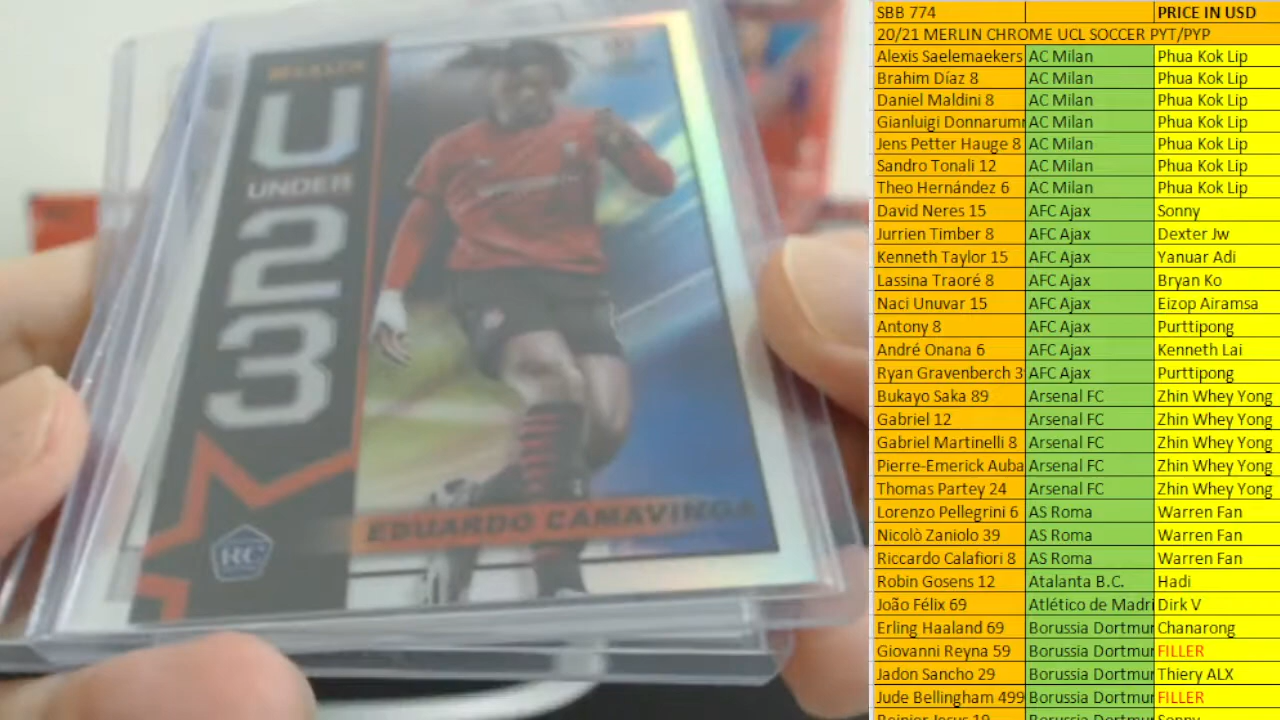 MERLIN
U
UNDER
23
EDUARDO CAMAVINGA
RC
SBB 774 PRICE IN USD
20/21 MERLIN CHROME UCL SOCCER PYT/PYP
Alexis Saelemaekers AC Milan Phua Kok Lip
Brahim Díaz 8 AC Milan Phua Kok Lip
Daniel Maldini 8 AC Milan Phua Kok Lip
Gianluigi Donnarumm AC Milan Phua Kok Lip
Jens Petter Hauge 8 AC Milan Phua Kok Lip
Sandro Tonali 12 AC Milan Phua Kok Lip
Theo Hernández 6 AC Milan Phua Kok Lip
David Neres 15 AFC Ajax Sonny
Jurrien Timber 8 AFC Ajax Dexter Jw
Kenneth Taylor 15 AFC Ajax Yanuar Adi
Lassina Traoré 8 AFC Ajax Bryan Ko
Naci Unuvar 15 AFC Ajax Eizop Airamsa
Antony 8 AFC Ajax Purttipong
André Onana 6 AFC Ajax Kenneth Lai
Ryan Gravenberch 3 AFC Ajax Purttipong
Bukayo Saka 89 Arsenal FC Zhin Whey Yong
Gabriel 12 Arsenal FC Zhin Whey Yong
Gabriel Martinelli 8 Arsenal FC Zhin Whey Yong
Pierre-Emerick Auba Arsenal FC Zhin Whey Yong
Thomas Partey 24 Arsenal FC Zhin Whey Yong
Lorenzo Pellegrini 6 AS Roma Warren Fan
Nicolò Zaniolo 39 AS Roma Warren Fan
Riccardo Calafiori 8 AS Roma Warren Fan
Robin Gosens 12 Atalanta B.C. Hadi
João Félix 69 Atlético de Madri Dirk V
Erling Haaland 69 Borussia Dortmun Chanarong
Giovanni Reyna 59 Borussia Dortmun FILLER
Jadon Sancho 29 Borussia Dortmun Thiery ALX
Jude Bellingham 499 Borussia Dortmun FILLER
Reinier Jesus 19 Borussia Dortmun Sonny